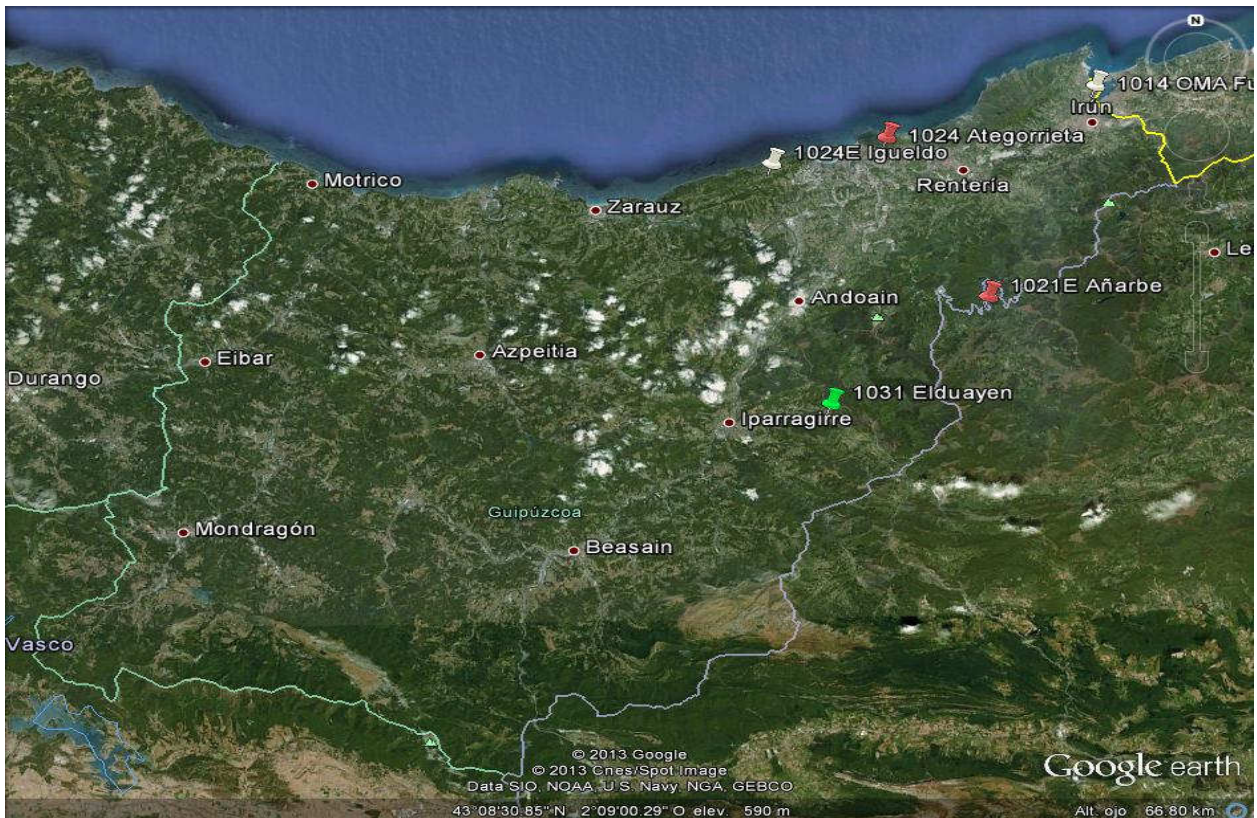 N
1014 OMA Fu
Irún
1024 Ategorrieta
1024E Igueldo
Rentería
Motrico
Zarauz
Le
1021E Añarbe
Andoain
Azpeitia
Eibar
Durango
1031 Elduayen
Iparragirre
Guipúzcoa
Mondragón
Beasain
Vasco
© 2013 Google
© 2013 Cnes/Spot Image
Data SIO, NOAA, U.S. Navy, NGA, GEBCO
Google earth
43°08'30.85" N 2°09'00.29" O elev. 590 m
Alt. ojo 66.80 km